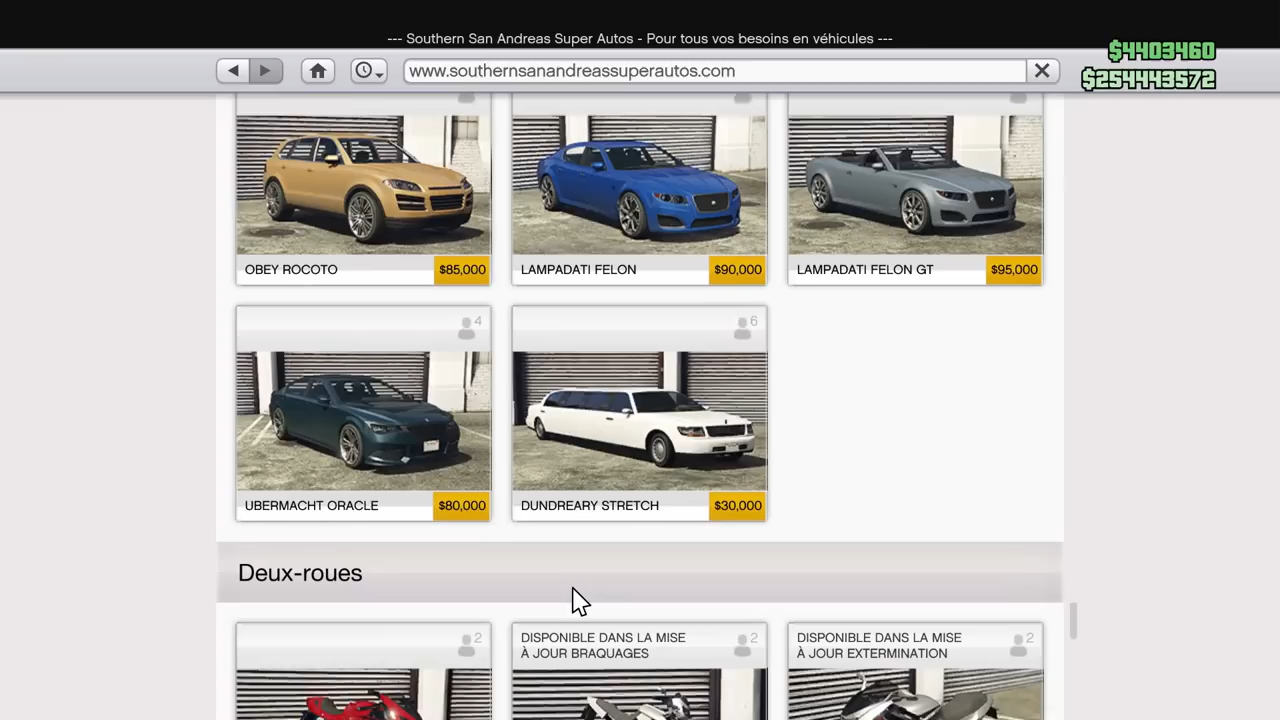 --- Southern San Andreas Super Autos - Pour tous vos besoins en véhicules ---
$4403460
www.southernsanandreassuperautos.com
$254443572
OBEY ROCOTO
$85,000
LAMPADATI FELON
$90,000
LAMPADATI FELON GT
$95,000
4
6
UBERMACHT ORACLE
$80,000
DUNDREARY STRETCH
$30,000
Deux-roues
2
DISPONIBLE DANS LA MISE
À JOUR BRAQUAGES
2
DISPONIBLE DANS LA MISE
À JOUR EXTERMINATION
2